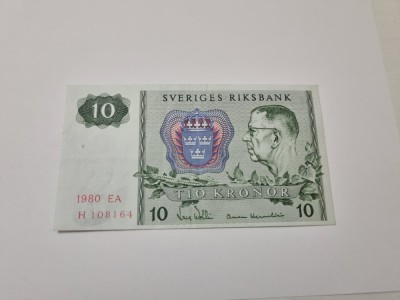 SVERIGES RIKSBANK
10
TIO KRONOR
1980 EA
H 108164
10
10